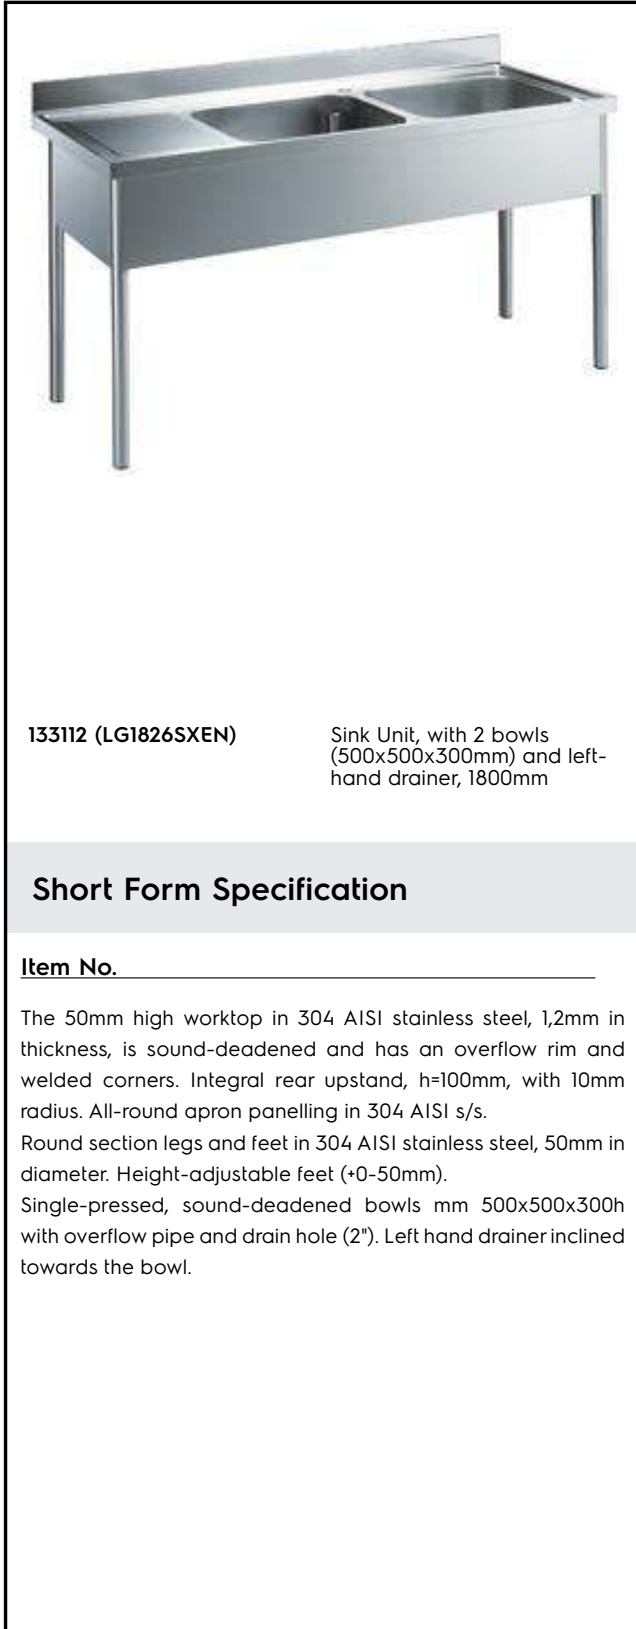 133112 (LG1826SXEN)
Sink Unit, with 2 bowls
(500x500x300mm) and left-
hand drainer, 1800mm
Short Form Specification
Item No.
The 50mm high worktop in 304 AISI stainless steel, 1,2mm in
thickness, is sound-deadened and has an overflow rim and
welded corners. Integral rear upstand, h=100mm, with 10mm
radius. All-round apron panelling in 304 AISI s/s.
Round section legs and feet in 304 AISI stainless steel, 50mm in
diameter. Height-adjustable feet (+0-50mm).
Single-pressed, sound-deadened bowls mm 500x500x300h
with overflow pipe and drain hole (2"). Left hand drainer inclined
towards the bowl.